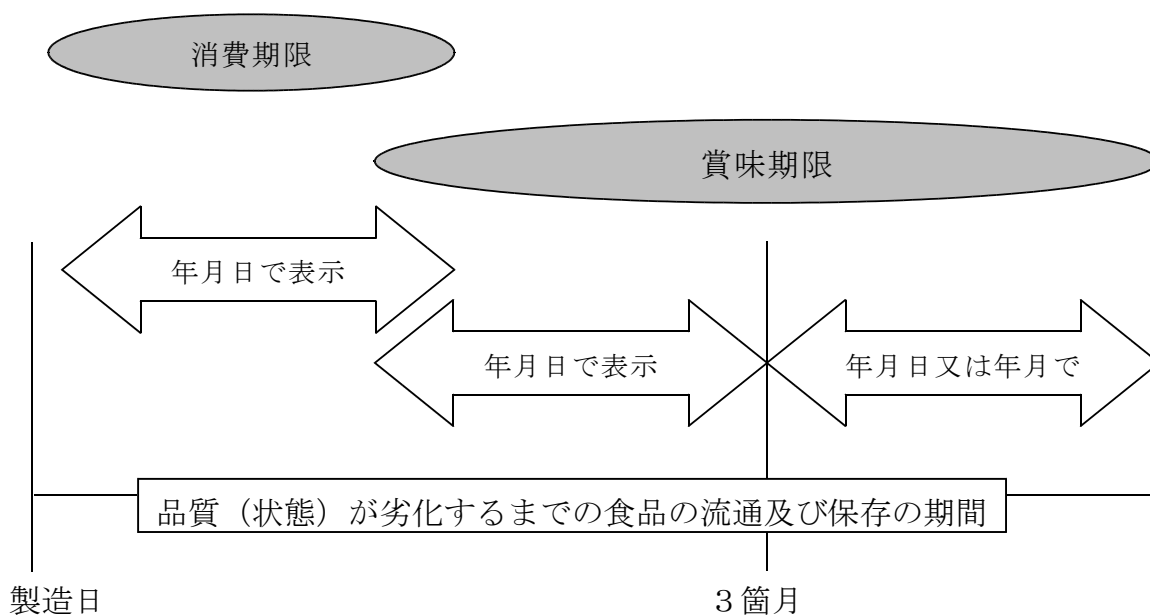 消費期限
賞味期限
年月日で表示
年月日で表示
年月日又は年月で
品質（状態）が劣化するまでの食品の流通及び保存の期間
製造日
３箇月